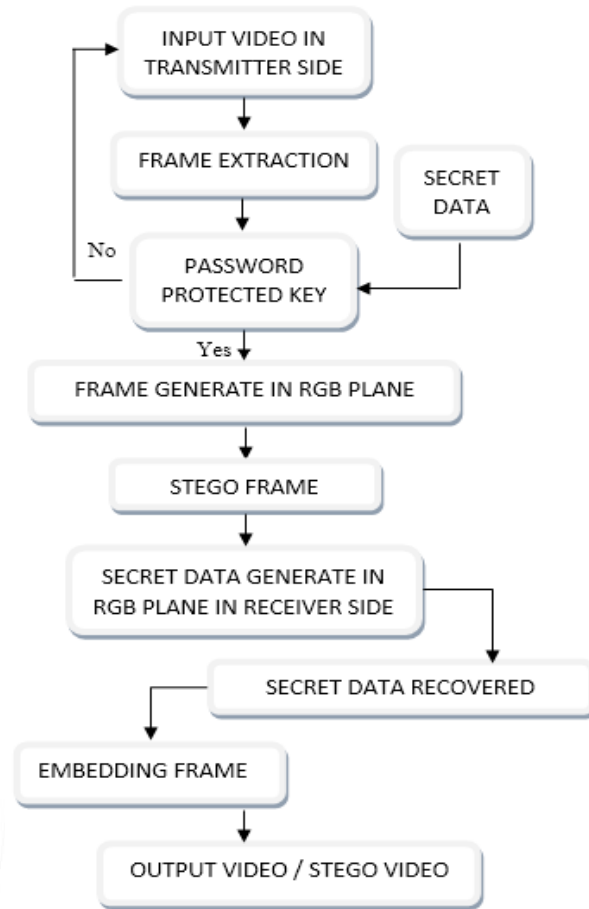 INPUT VIDEO IN
TRANSMITTER SIDE
FRAME EXTRACTION
SECRET
DATA
No
PASSWORD
PROTECTED KEY
Yes
FRAME GENERATE IN RGB PLANE
STEGO FRAME
SECRET DATA GENERATE IN
RGB PLANE IN RECEIVER SIDE
SECRET DATA RECOVERED
EMBEDDING FRAME
OUTPUT VIDEO / STEGO VIDEO